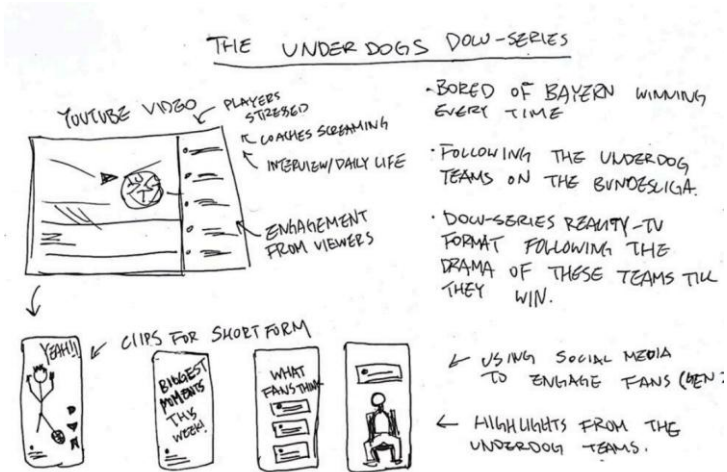 THE UNDERDOGS DOCU-SERIES
YOUTUBE VIDEO
PLAYERS
STRESSED
COACHES SCREAMING
INTERVIEW/DAILY LIFE
ENGAGEMENT
FROM VIEWERS
• BORED OF BAYERN WINNING
EVERY TIME
• FOLLOWING THE UNDERDOG
TEAMS ON THE BUNDESLIGA.
• DOCU-SERIES REALITY-TV
FORMAT FOLLOWING THE
DRAMA OF THESE TEAMS TILL
THEY WIN.
CLIPS FOR SHORT FORM
YEAH!!!
BIGGEST
MOMENTS
THIS
WEEK!
WHAT
FANS THINK
USING SOCIAL MEDIA
TO ENGAGE FANS (GEN
HIGHLIGHTS FROM THE
UNDERDOG TEAMS.